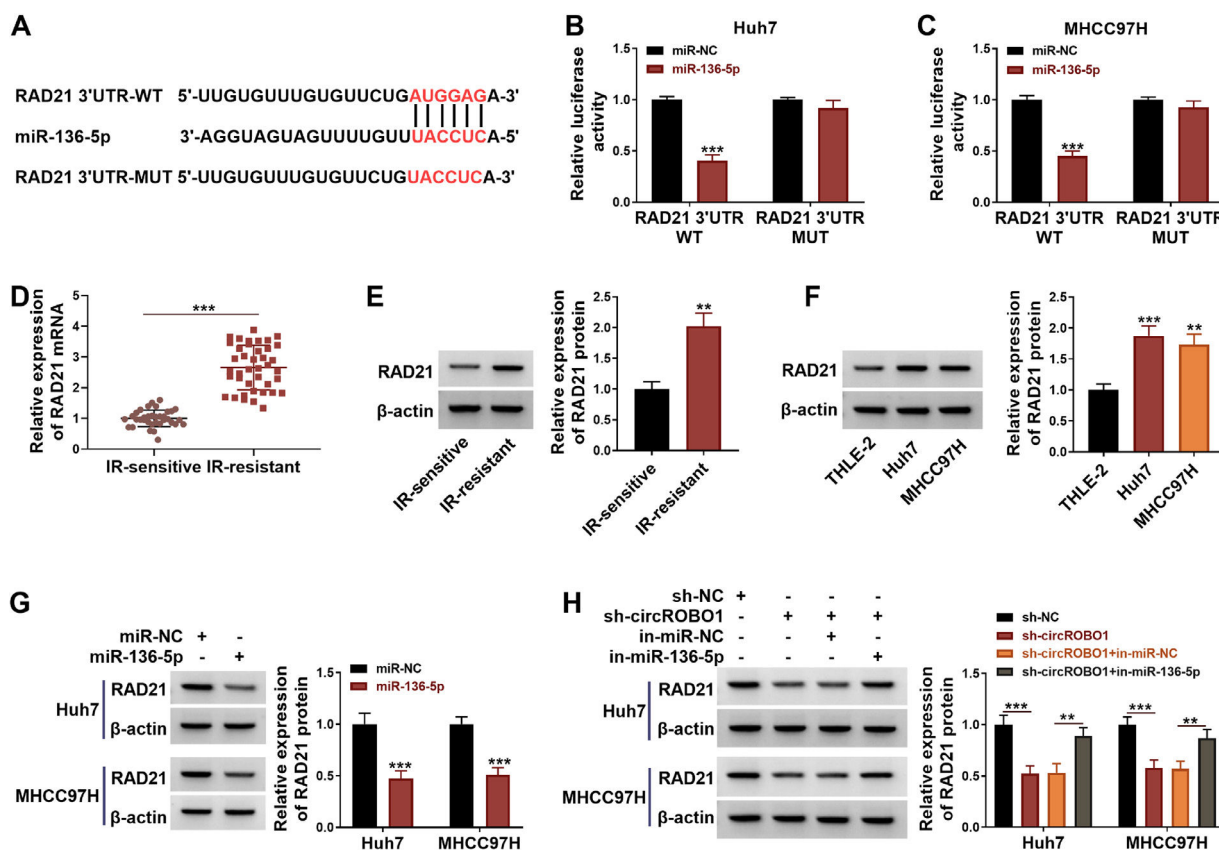 A
RAD21 3'UTR-WT 5'-UUGUGUUUGUGUUCUGAUGGAGA-3'
miR-136-5p 3'-AGGUAGUAGUUUUGUUUACCUCA-5'
RAD21 3'UTR-MUT 5'-UUGUGUUUGUGUUCUGUACCUCA-3'
B
Huh7
Relative luciferase
activity
1.5
1.0
0.5
0.0
miR-NC
miR-136-5p
***
RAD21 3'UTR
WT
RAD21 3'UTR
MUT
C
MHCC97H
Relative luciferase
activity
1.5
1.0
0.5
0.0
miR-NC
miR-136-5p
***
RAD21 3'UTR
WT
RAD21 3'UTR
MUT
D
Relative expression
of RAD21 mRNA
5
4
3
2
1
0
***
IR-sensitive IR-resistant
E
RAD21
β-actin
IR-sensitive
IR-resistant
Relative expression
of RAD21 protein
2.5
2.0
1.5
1.0
0.5
0.0
**
IR-sensitive
IR-resistant
F
RAD21
β-actin
THLE-2
Huh7
MHCC97H
Relative expression
of RAD21 protein
2.5
2.0
1.5
1.0
0.5
0.0
***
**
THLE-2
Huh7
MHCC97H
G
miR-NC + -
miR-136-5p - +
Huh7
RAD21
β-actin
MHCC97H
RAD21
β-actin
Relative expression
of RAD21 protein
1.5
1.0
0.5
0.0
miR-NC
miR-136-5p
***
***
Huh7 MHCC97H
H
sh-NC + - - -
sh-circROBO1 - + + +
in-miR-NC - - + -
in-miR-136-5p - - - +
Huh7
RAD21
β-actin
MHCC97H
RAD21
β-actin
sh-NC
sh-circROBO1
sh-circROBO1+in-miR-NC
sh-circROBO1+in-miR-136-5p
Relative expression
of RAD21 protein
1.5
1.0
0.5
0.0
*** ** *** **
Huh7 MHCC97H